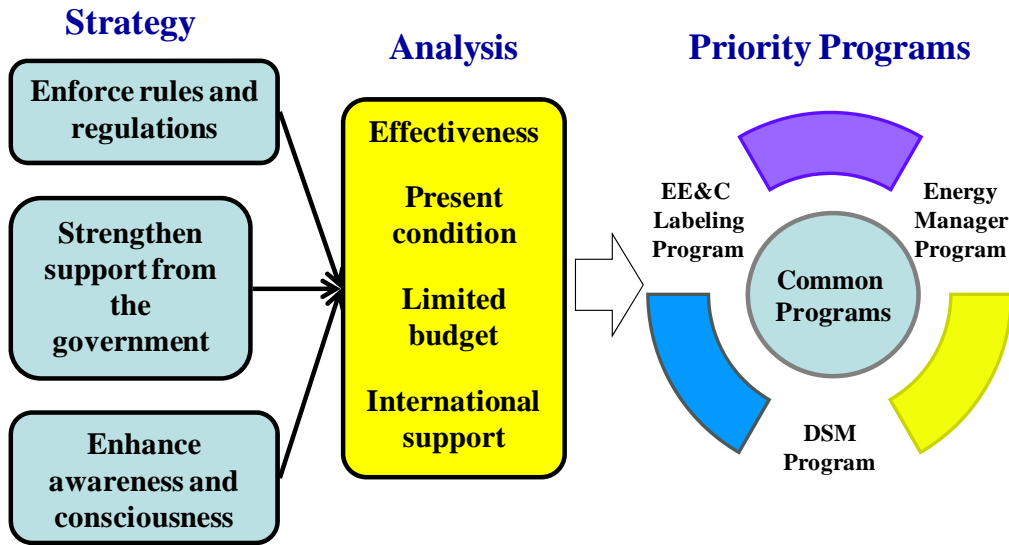 Strategy
Enforce rules and
regulations
Strengthen
support from
the
government
Enhance
awareness and
consciousness
Analysis
Effectiveness
Present
condition
Limited
budget
International
support
Priority Programs
EE&C
Labeling
Program
Energy
Manager
Program
Common
Programs
DSM
Program